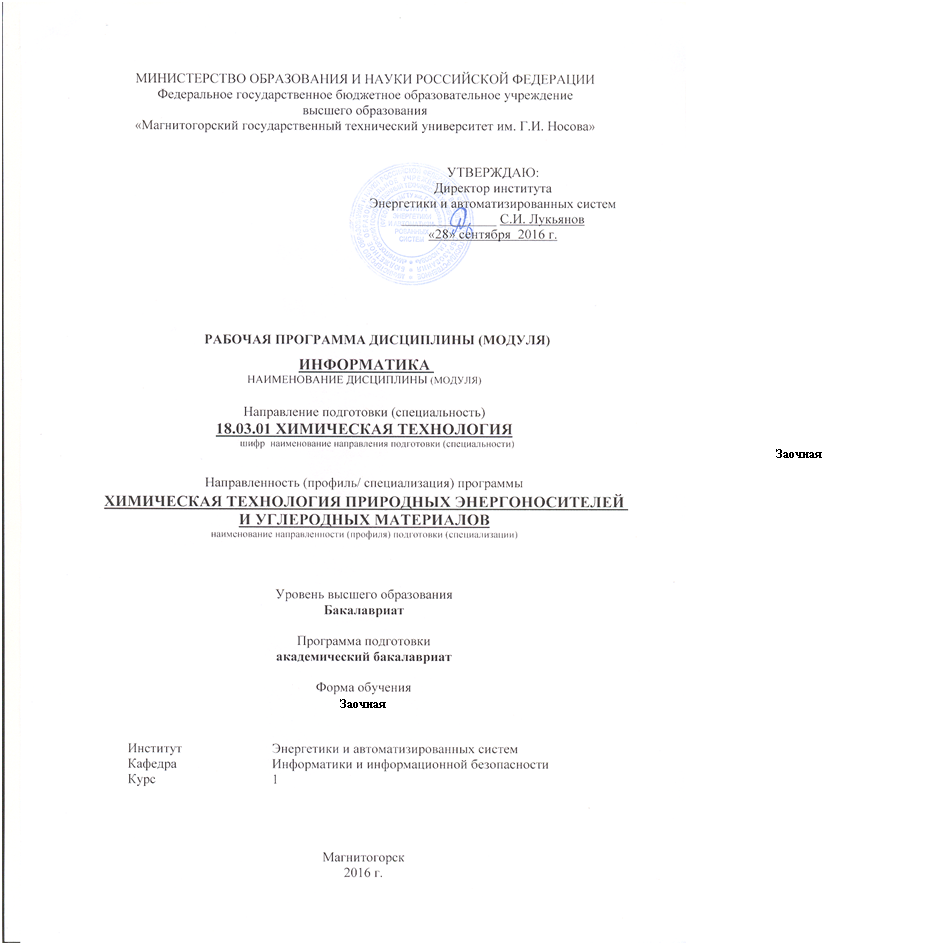 МИНИСТЕРСТВО ОБРАЗОВАНИЯ И НАУКИ РОССИЙСКОЙ ФЕДЕРАЦИИ
Федеральное государственное бюджетное образовательное учреждение
высшего образования
«Магнитогорский государственный технический университет им. Г.И. Носова»
УТВЕРЖДАЮ:
Директор института
Энергетики и автоматизированных систем
С.И. Лукьянов
«28» сентября 2016 г.
РАБОЧАЯ ПРОГРАММА ДИСЦИПЛИНЫ (МОДУЛЯ)
ИНФОРМАТИКА
НАИМЕНОВАНИЕ ДИСЦИПЛИНЫ (МОДУЛЯ)
Направление подготовки (специальность)
18.03.01 ХИМИЧЕСКАЯ ТЕХНОЛОГИЯ
шифр наименование направления подготовки (специальности)
Заочная
Направленность (профиль/ специализация) программы
ХИМИЧЕСКАЯ ТЕХНОЛОГИЯ ПРИРОДНЫХ ЭНЕРГОНОСИТЕЛЕЙ
И УГЛЕРОДНЫХ МАТЕРИАЛОВ
наименование направленности (профиля) подготовки (специализации)
Уровень высшего образования
Бакалавриат
Программа подготовки
академический бакалавриат
Форма обучения
Заочная
Институт Энергетики и автоматизированных систем
Кафедра Информатики и информационной безопасности
Курс 1
Магнитогорск
2016 г.